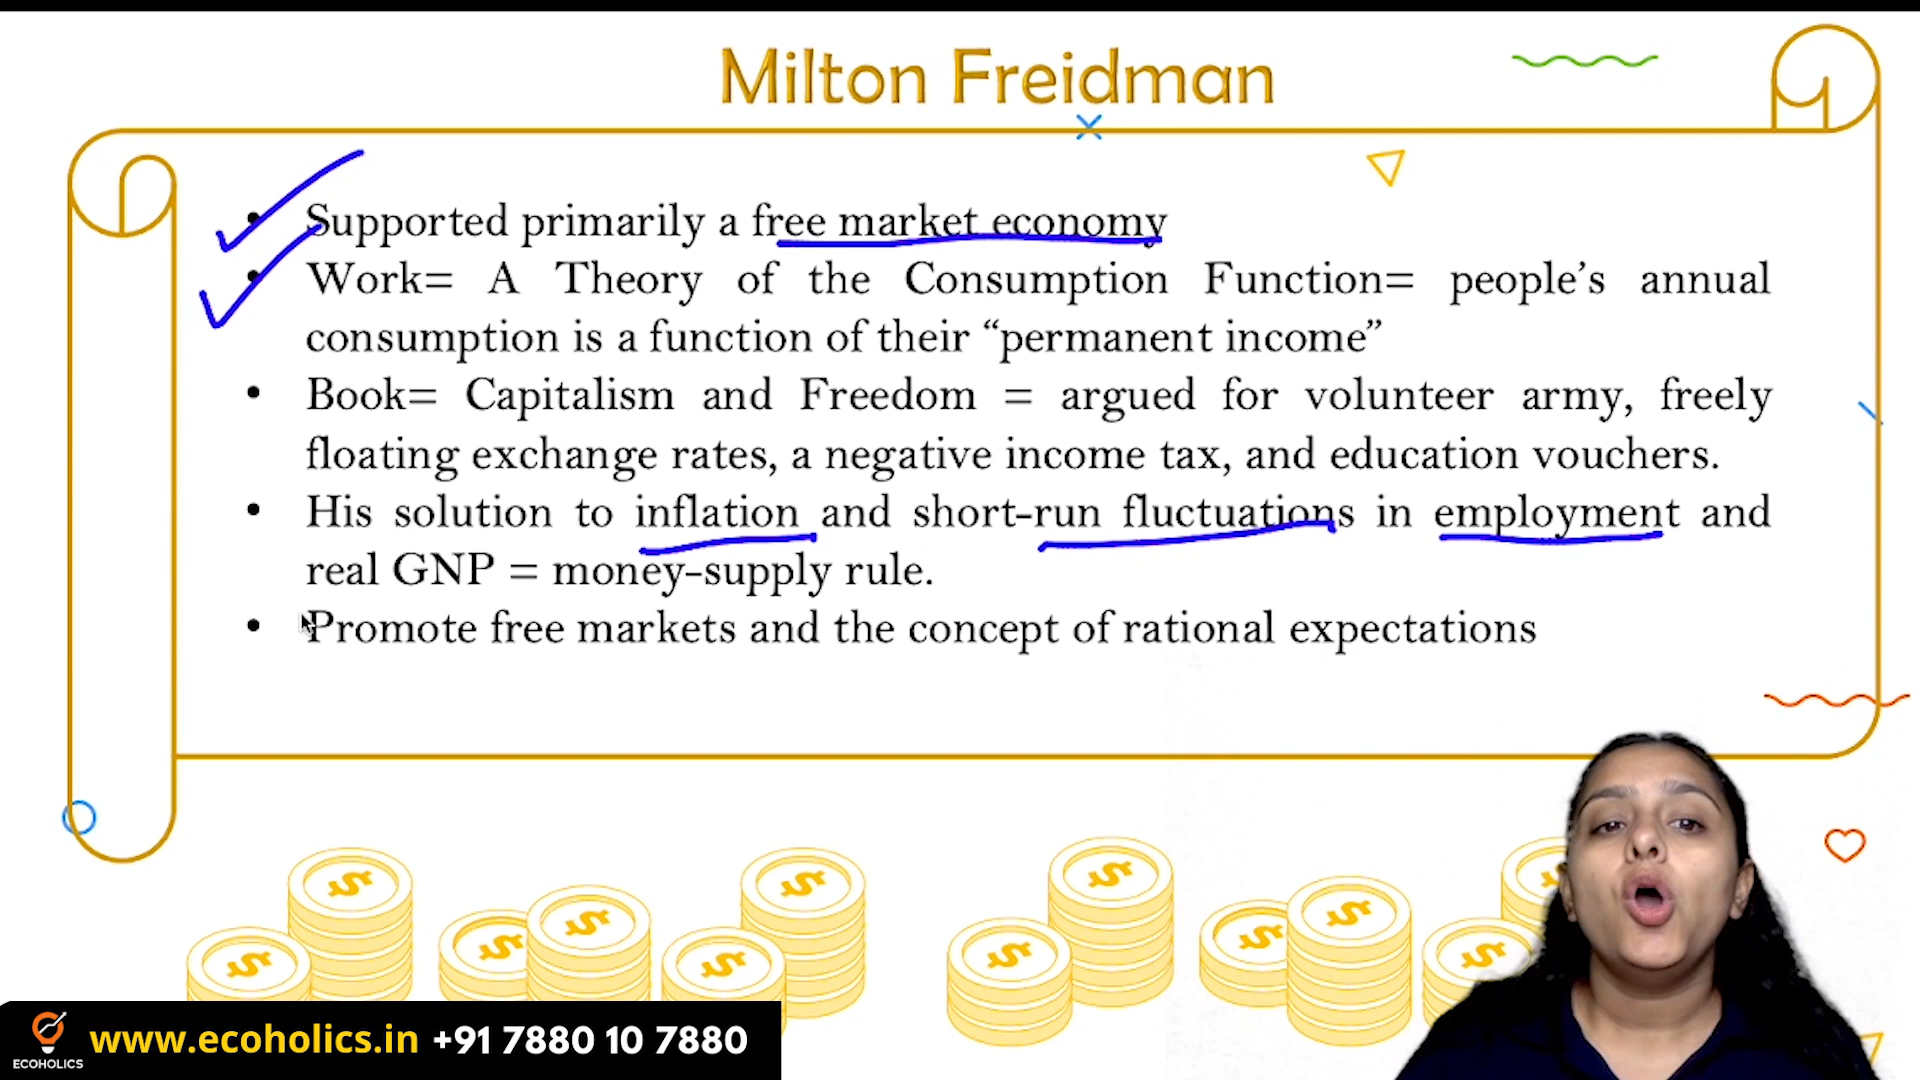 Milton Freidman
• Supported primarily a free market economy
• Work= A Theory of the Consumption Function= people’s annual
consumption is a function of their “permanent income”
• Book= Capitalism and Freedom = argued for volunteer army, freely
floating exchange rates, a negative income tax, and education vouchers.
• His solution to inflation and short-run fluctuations in employment and
real GNP = money-supply rule.
• Promote free markets and the concept of rational expectations
www.ecoholics.in +91 7880 10 7880
ECOHOLICS